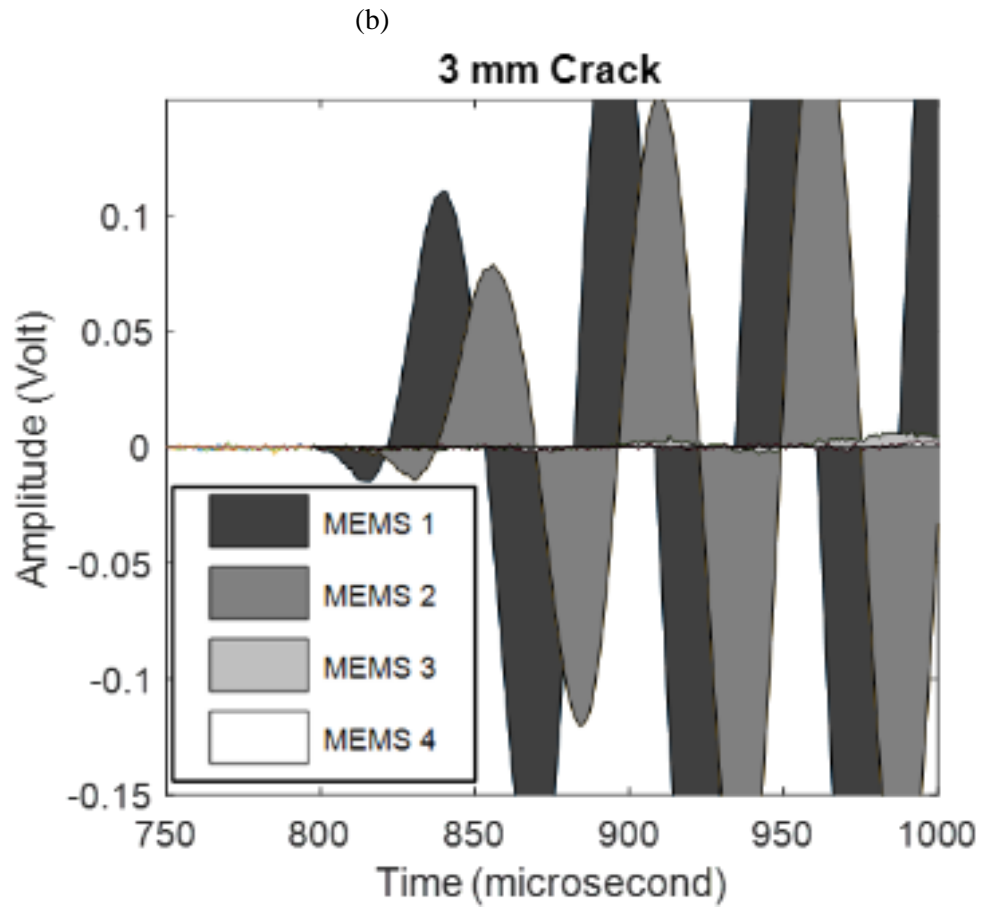 (b)
3 mm Crack
Amplitude (Volt)
0.1
0.05
0
-0.05
-0.1
-0.15
MEMS 1
MEMS 2
MEMS 3
MEMS 4
750 800 850 900 950 1000
Time (microsecond)